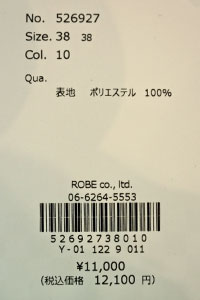 No. 526927
Size. 38 38
Col. 10
Qua.
表地 ポリエステル 100%
ROBE co., ltd.
06-6264-5553
52692738010
Y-01 122 9 011
¥11,000
(税込価格 12,100 円)